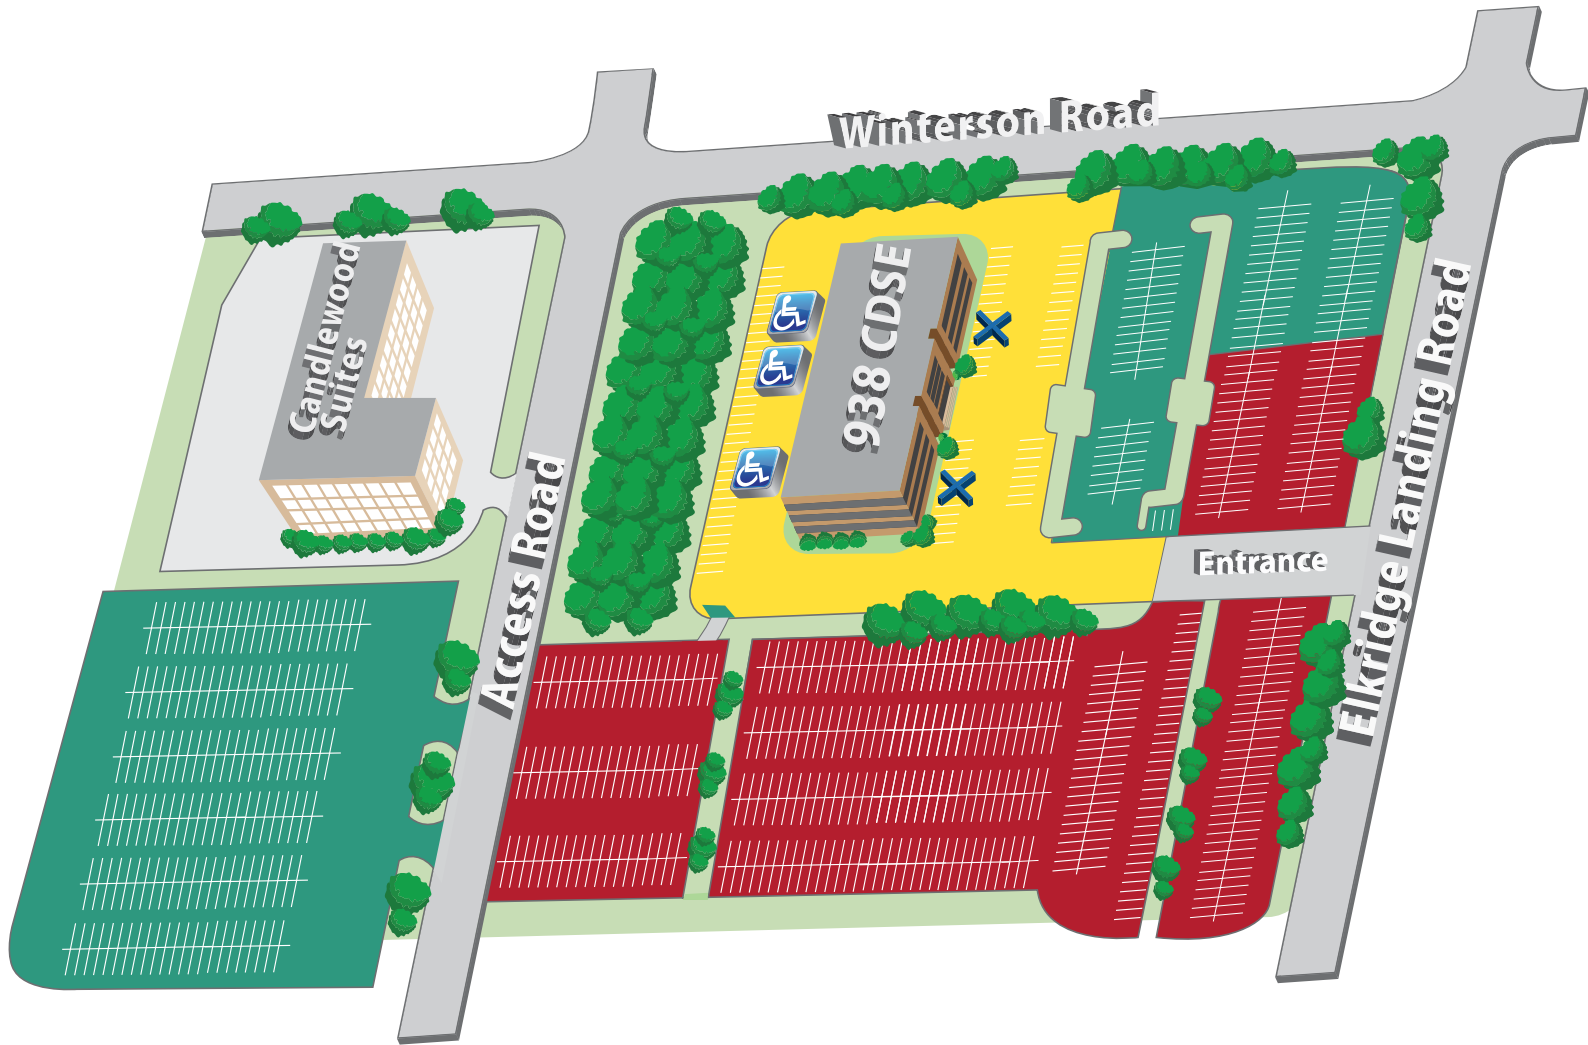 Winterson Road
Candlewood
Suites
938 CDSE
Access Road
Entrance
Elkridge Landing Road